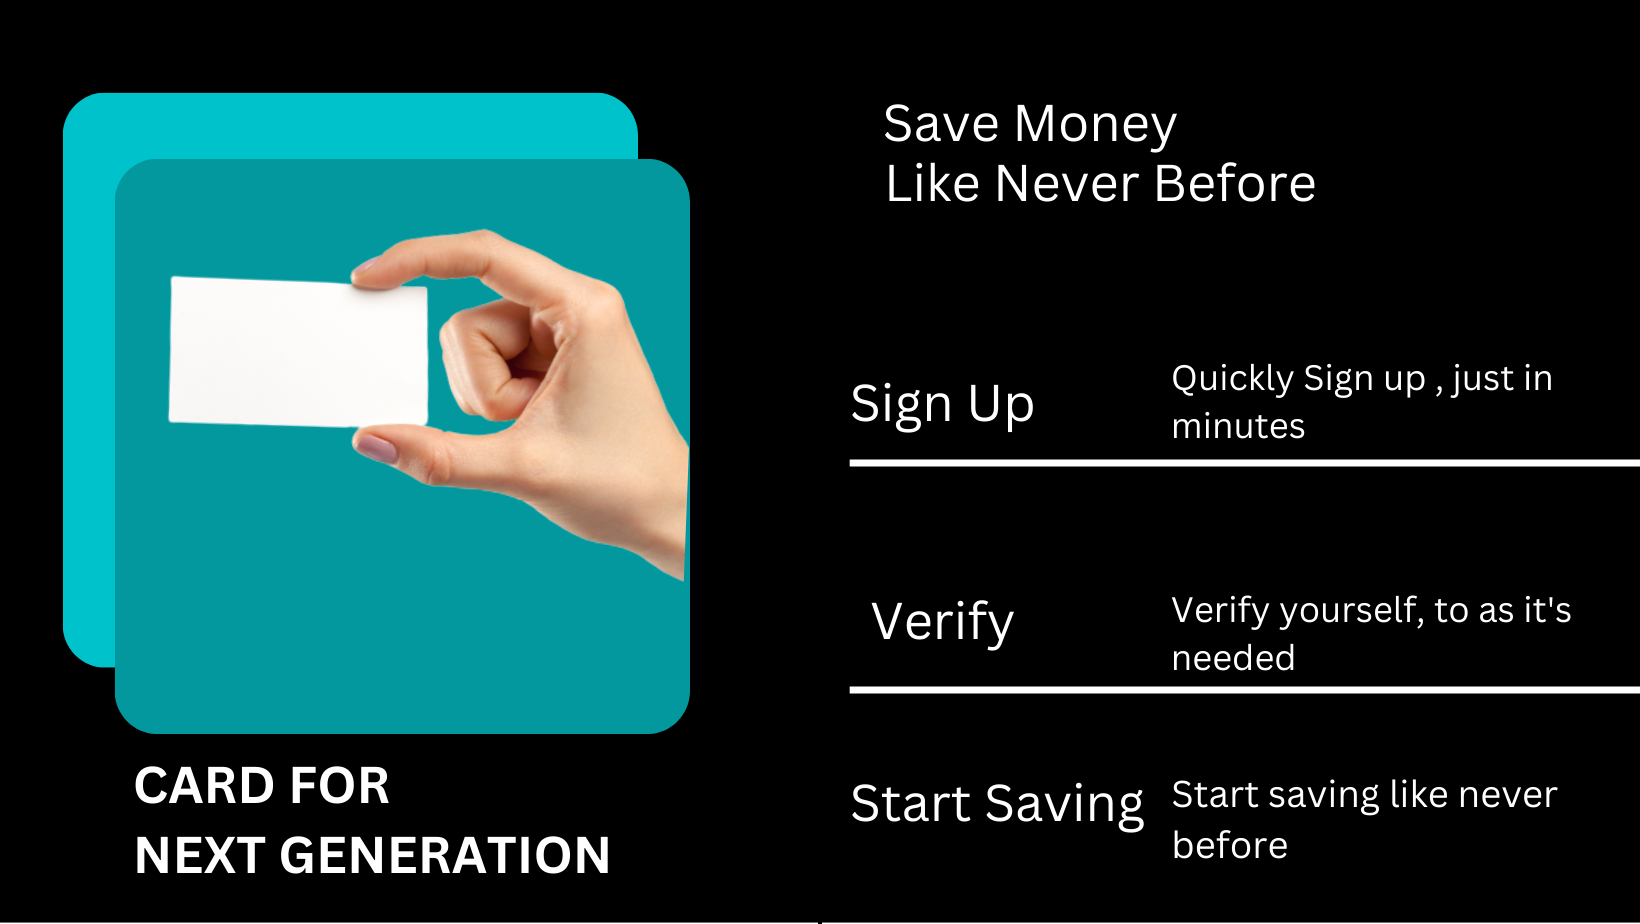 CARD FOR
NEXT GENERATION
Save Money
Like Never Before
Sign Up
Quickly Sign up , just in
minutes
Verify
Verify yourself, to as it's
needed
Start Saving
Start saving like never
before